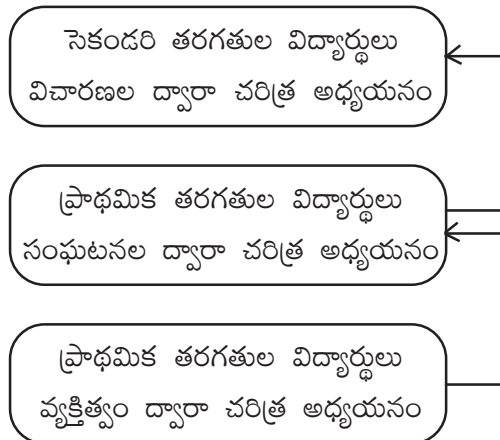 సెకండరి తరగతుల విద్యార్థులు
విచారణల ద్వారా చరిత్ర అధ్యయనం
ప్రాథమిక తరగతుల విద్యార్థులు
సంఘటనల ద్వారా చరిత్ర అధ్యయనం
ప్రాథమిక తరగతుల విద్యార్థులు
వ్యక్తిత్వం ద్వారా చరిత్ర అధ్యయనం